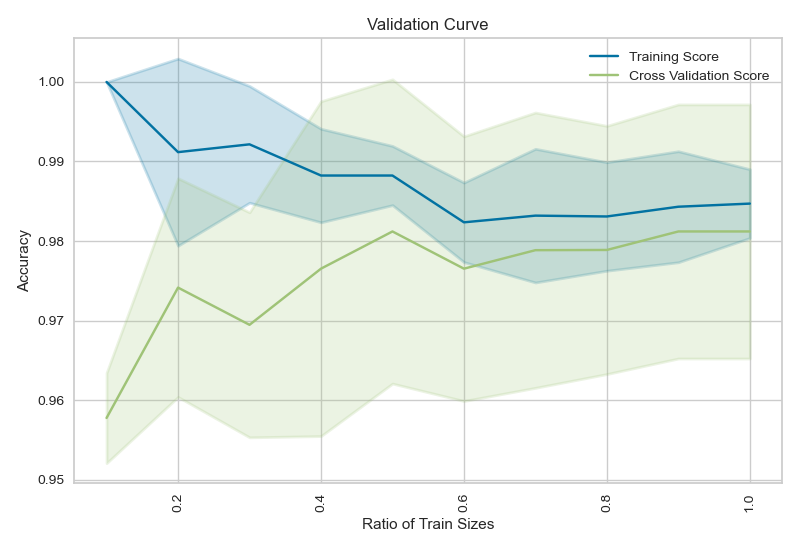 Validation Curve
Training Score
Cross Validation Score
1.00
0.99
0.98
0.97
0.96
0.95
Accuracy
0.2
0.4
0.6
0.8
1.0
Ratio of Train Sizes